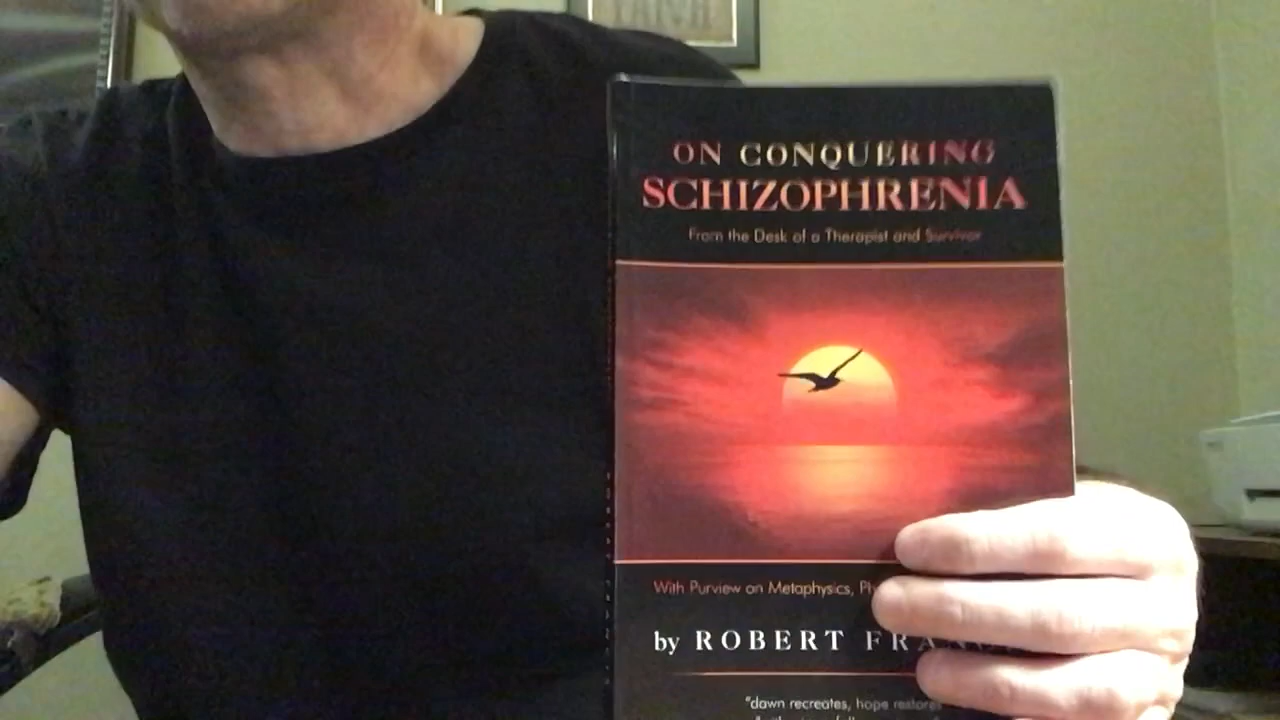 ON CONQUERING
SCHIZOPHRENIA
From the Desk of a Therapist and Survivor
With Purview on Metaphysics,
by ROBERT
"dawn recreates, hope restores